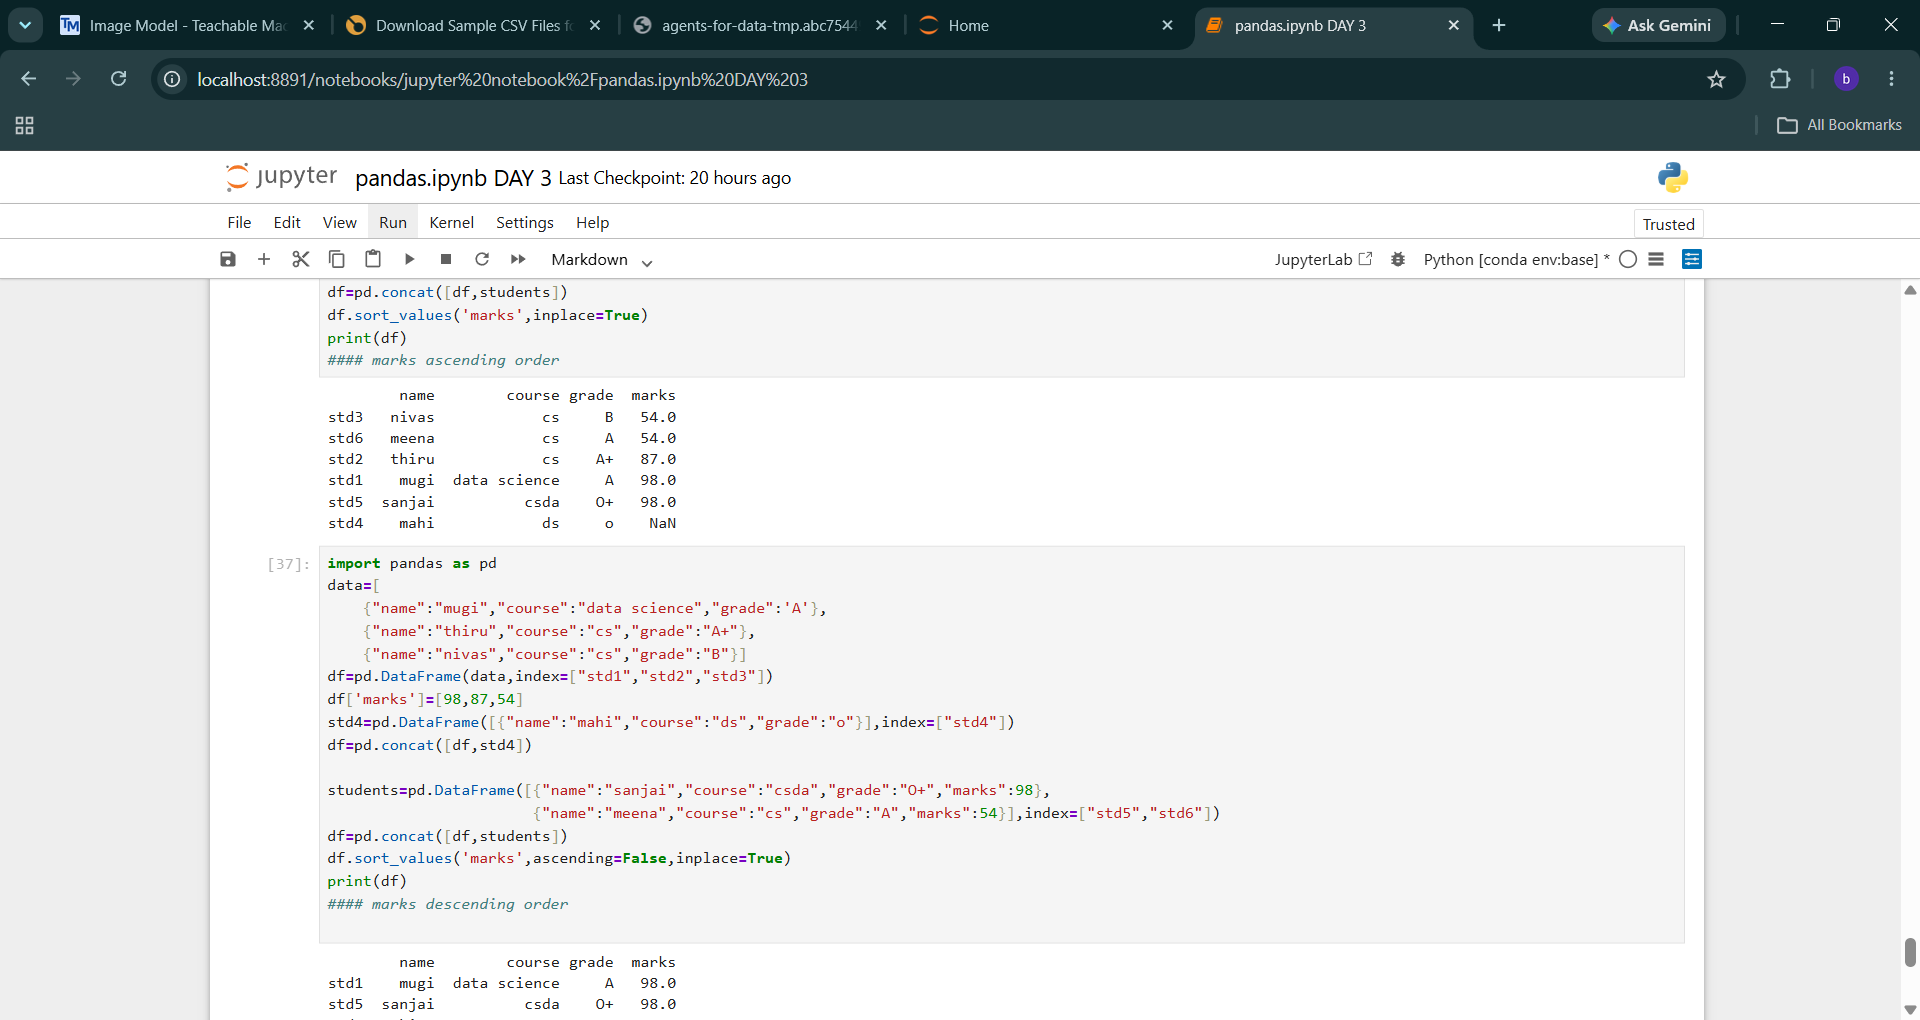 Image Model - Teachable Ma
Download Sample CSV Files f
agents-for-data-tmp.abc7544
Home
pandas.ipynb DAY 3
Ask Gemini
localhost:8891/notebooks/jupyter%20notebook%2Fpandas.ipynb%20DAY%203
b
All Bookmarks
jupyter pandas.ipynb DAY 3 Last Checkpoint: 20 hours ago
File Edit View Run Kernel Settings Help
Trusted
Markdown
JupyterLab
Python [conda env:base] *
df=pd.concat([df,students])
df.sort_values('marks',inplace=True)
print(df)
#### marks ascending order
name course grade marks
std3 nivas cs B 54.0
std6 meena cs A 54.0
std2 thiru cs A+ 87.0
std1 mugi data science A 98.0
std5 sanjai csda O+ 98.0
std4 mahi ds o NaN
[37]: import pandas as pd
data=[
{"name":"mugi","course":"data science","grade":'A'},
{"name":"thiru","course":"cs","grade":"A+"},
{"name":"nivas","course":"cs","grade":"B"}]
df=pd.DataFrame(data,index=["std1","std2","std3"])
df['marks']=[98,87,54]
std4=pd.DataFrame([{"name":"mahi","course":"ds","grade":"o"}],index=["std4"])
df=pd.concat([df,std4])
students=pd.DataFrame([{"name":"sanjai","course":"csda","grade":"O+","marks":98},
{"name":"meena","course":"cs","grade":"A","marks":54}],index=["std5","std6"])
df=pd.concat([df,students])
df.sort_values('marks',ascending=False,inplace=True)
print(df)
#### marks descending order
name course grade marks
std1 mugi data science A 98.0
std5 sanjai csda O+ 98.0